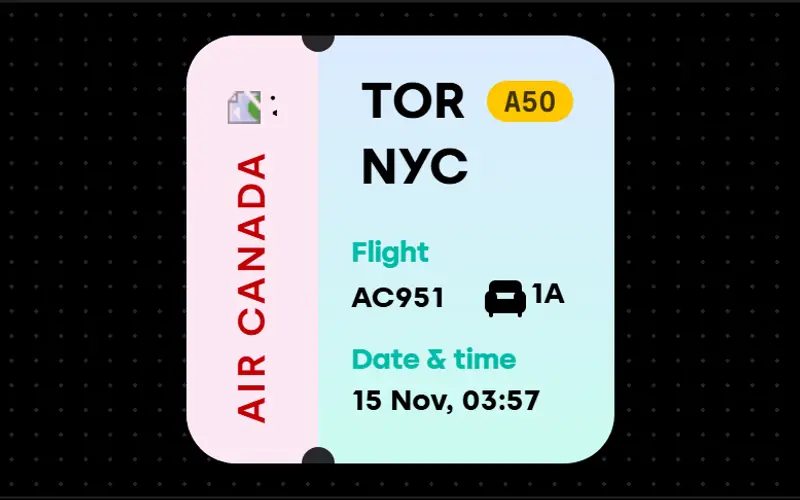 AIR CANADA
TOR A50
NYC
Flight
AC951 1A
Date & time
15 Nov, 03:57